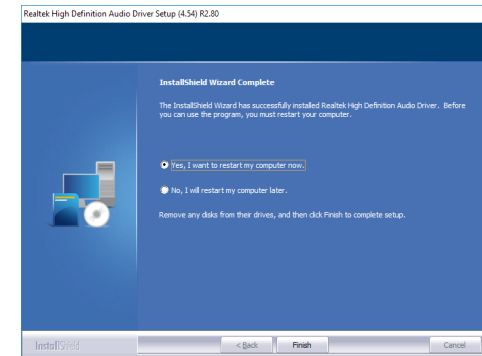 Realtek High Definition Audio Driver Setup (4.54) R2.80
InstallShield Wizard Complete
The InstallShield Wizard has successfully installed Realtek High Definition Audio Driver. Before
you can use the program, you must restart your computer.
Yes, I want to restart my computer now.
No, I will restart my computer later.
Remove any disks from their drives, and then click Finish to complete setup.
InstallShield
< Back
Finish
Cancel